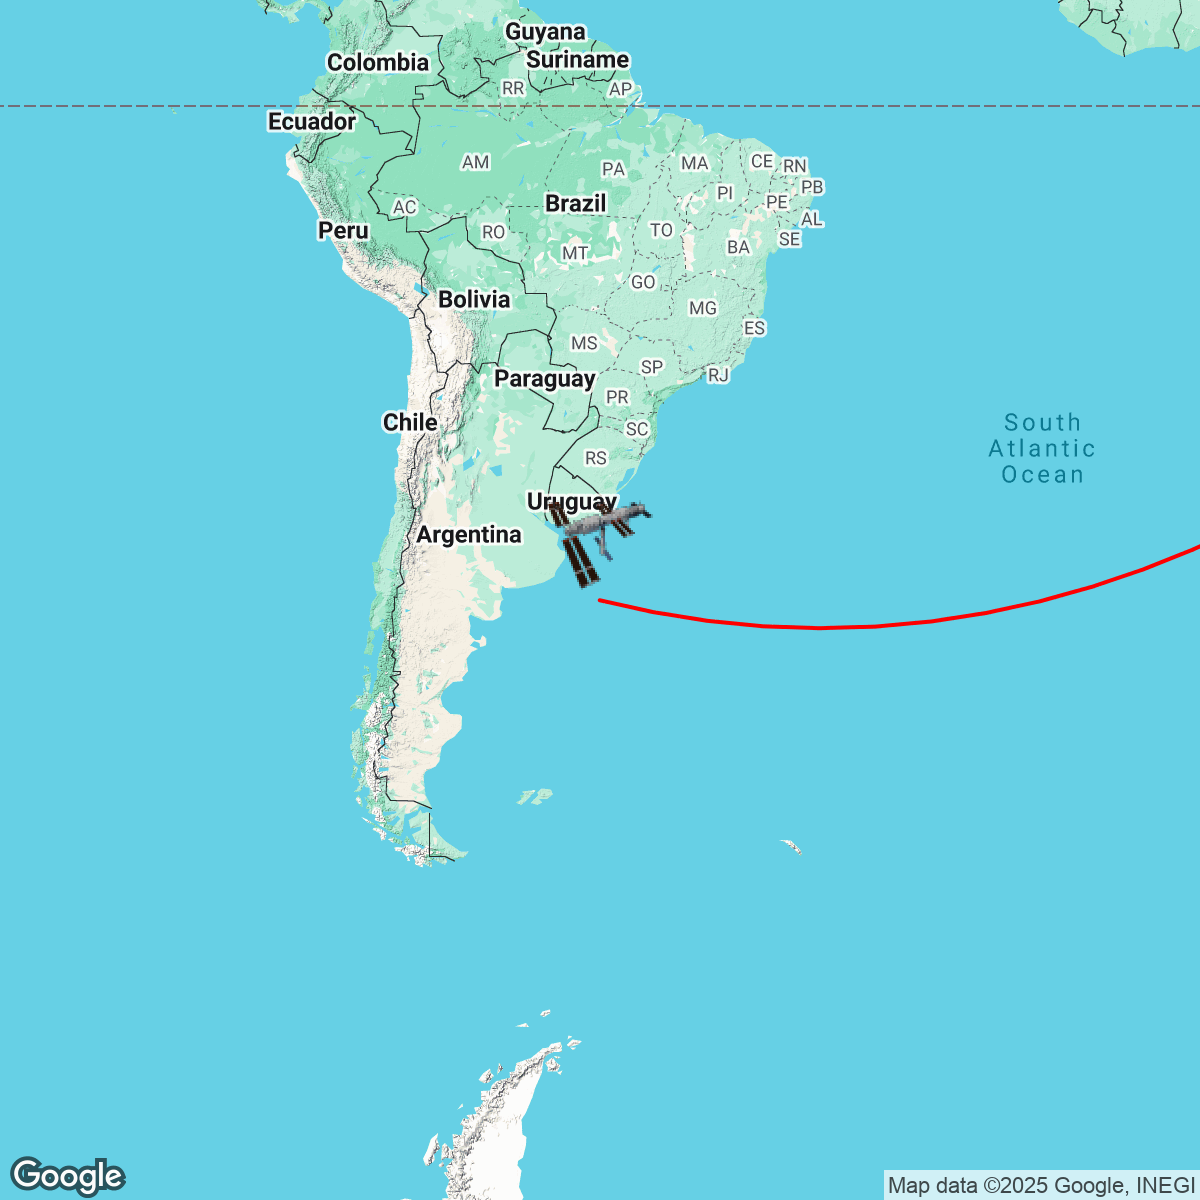 Guyana
Colombia
Suriname
RR
AP
Ecuador
AM
PA
MA
CE
RN
PI
PB
PE
Brazil
AC
AL
Peru
RO
TO
SE
MT
BA
GO
Bolivia
MG
ES
MS
SP
Paraguay
RJ
PR
Chile
SC
South
Atlantic
Ocean
RS
Uruguay
Argentina
Google
Map data ©2025 Google, INEGI